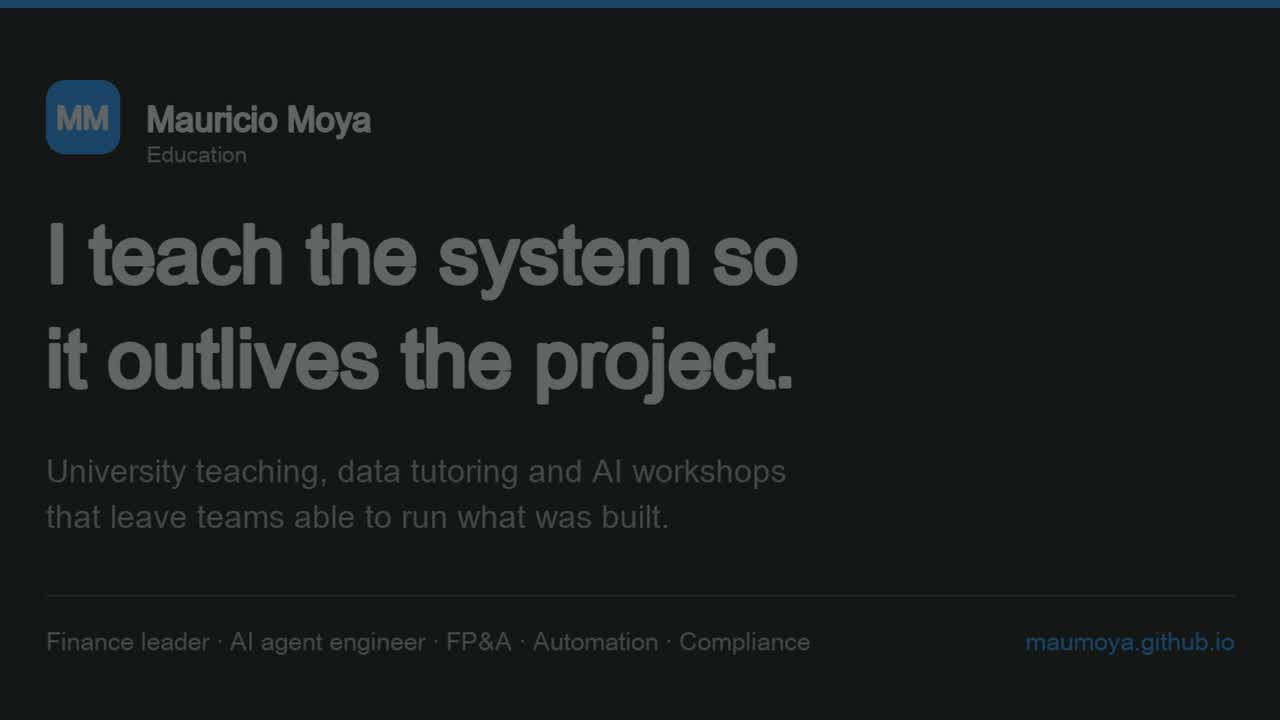 MM
Mauricio Moya
Education
I teach the system so
it outlives the project.
University teaching, data tutoring and AI workshops
that leave teams able to run what was built.
Finance leader · AI agent engineer · FP&A · Automation · Compliance
maumoya.github.io